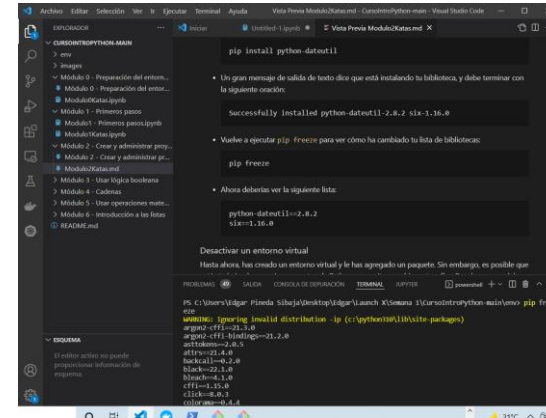 Archivo Editar Selección Ver Ir Ejecutar Terminal Ayuda
Vista Previa Modulo2Katas.md - CursoIntroPython-main - Visual Studio Code
EXPLORADOR
Iniciar
Untitled-1.ipynb
Vista Previa Modulo2Katas.md
CURSOINTROPYTHON-MAIN
env
images
Módulo 0 - Preparación del entorn...
Módulo 0 - Preparación del entor...
Modulo0Katas.ipynb
Módulo 1 - Primeros pasos
Modulo1 - Primeros pasos.ipynb
Modulo1Katas.ipynb
Módulo 2 - Crear y administrar proy...
Módulo 2 - Crear y administrar pr...
Modulo2Katas.md
Módulo 3 - Usar lógica booleana
Módulo 4 - Cadenas
Módulo 5 - Usar operaciones mate...
Módulo 6 - Introducción a las listas
README.md
ESQUEMA
El editor activo no puede
proporcionar información de
esquema.
pip install python-dateutil
• Un gran mensaje de salida de texto dice que está instalando tu biblioteca, y debe terminar con
la siguiente oración:
Successfully installed python-dateutil-2.8.2 six-1.16.0
• Vuelve a ejecutar pip freeze para ver cómo ha cambiado tu lista de bibliotecas:
pip freeze
• Ahora deberías ver la siguiente lista:
python-dateutil==2.8.2
six==1.16.0
Desactivar un entorno virtual
Hasta ahora, has creado un entorno virtual y le has agregado un paquete. Sin embargo, es posible que
PROBLEMAS 49 SALIDA CONSOLA DE DEPURACIÓN TERMINAL JUPYTER
powershell
PS C:\Users\Edgar Pineda Sibaja\Desktop\Edgar\Launch X\Semana 1\CursoIntroPython-main\env> pip fr
eeze
WARNING: Ignoring invalid distribution -ip (c:\python310\lib\site-packages)
argon2-cffi==21.3.0
argon2-cffi-bindings==21.2.0
asttokens==2.0.5
attrs==21.4.0
backcall==0.2.0
black==22.1.0
bleach==4.1.0
cffi==1.15.0
click==8.0.3
colorama==0.4.4
21°C